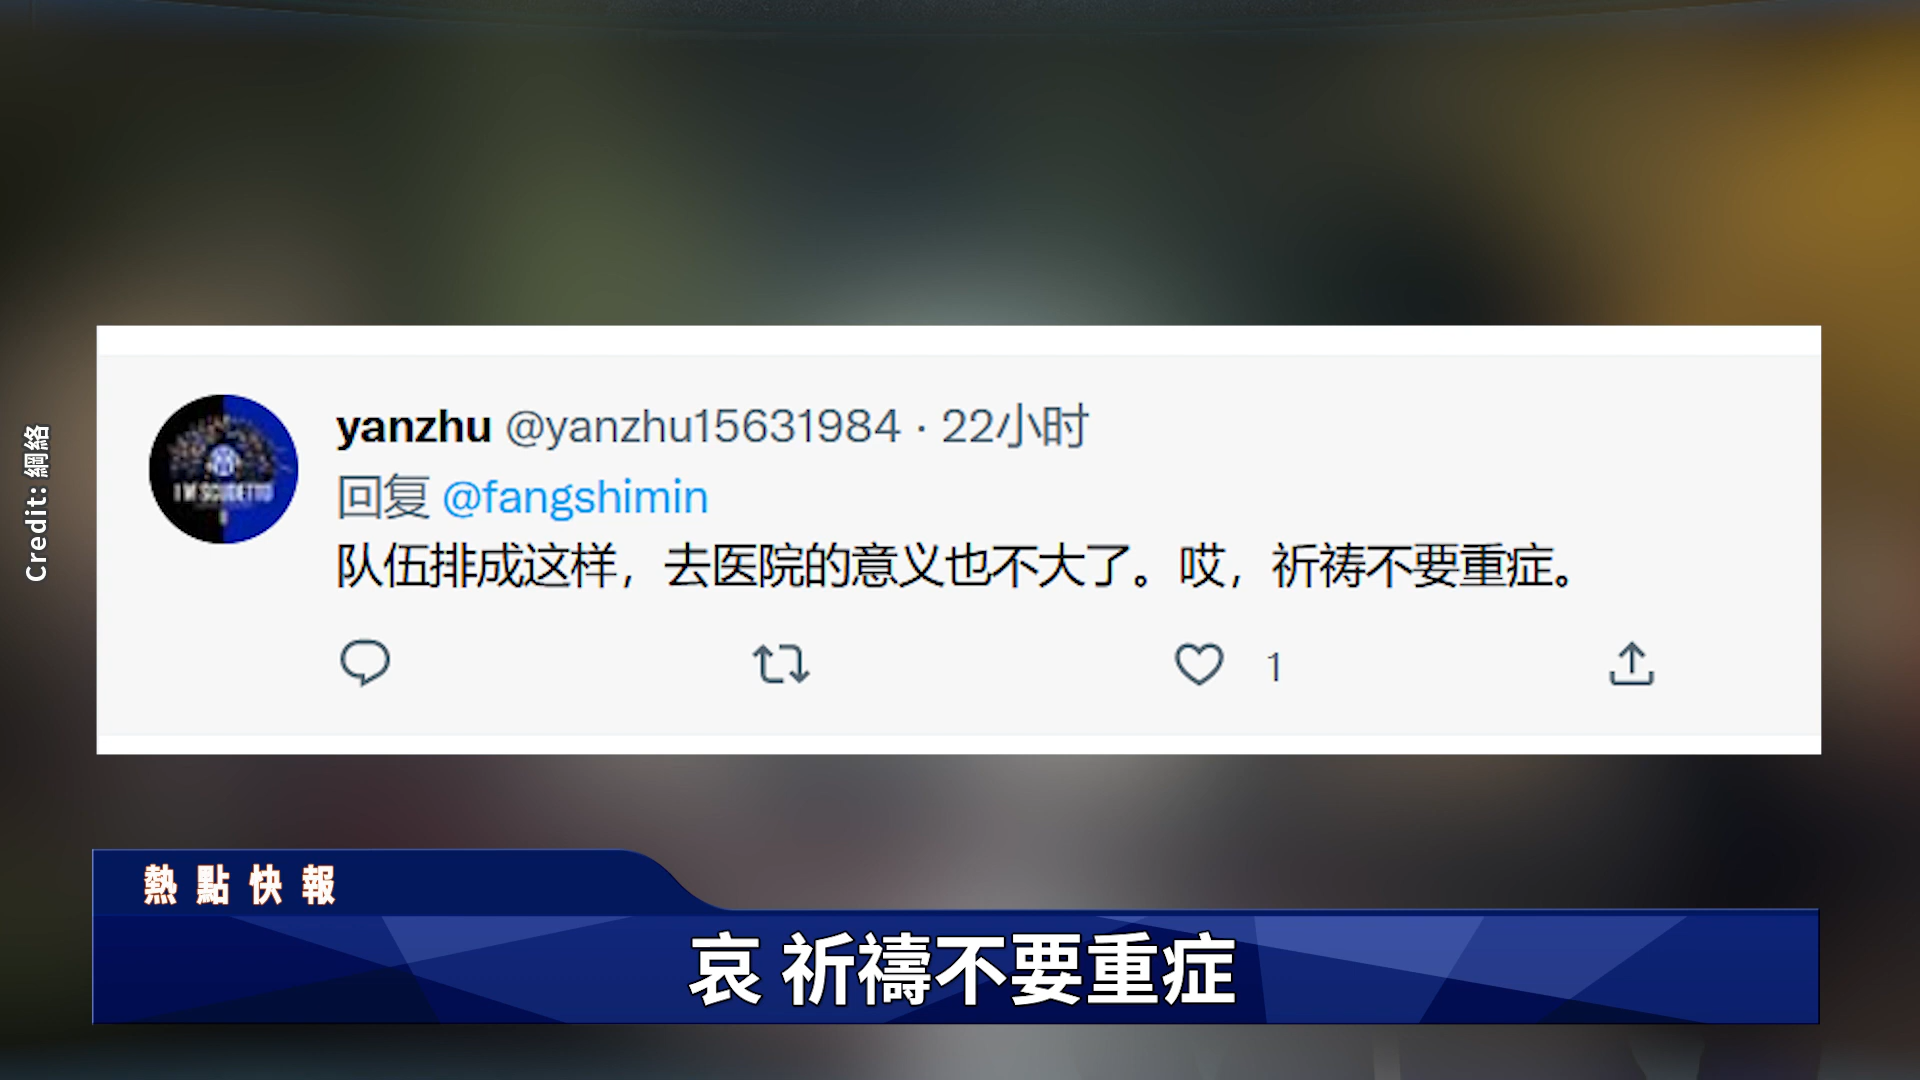 Credit: 網絡
yanzhu @yanzhu15631984 · 22小时
回复 @fangshimin
队伍排成这样，去医院的意义也不大了。哎，祈祷不要重症。
1
I M SCUDETTO
熱點快報
哀 祈禱不要重症